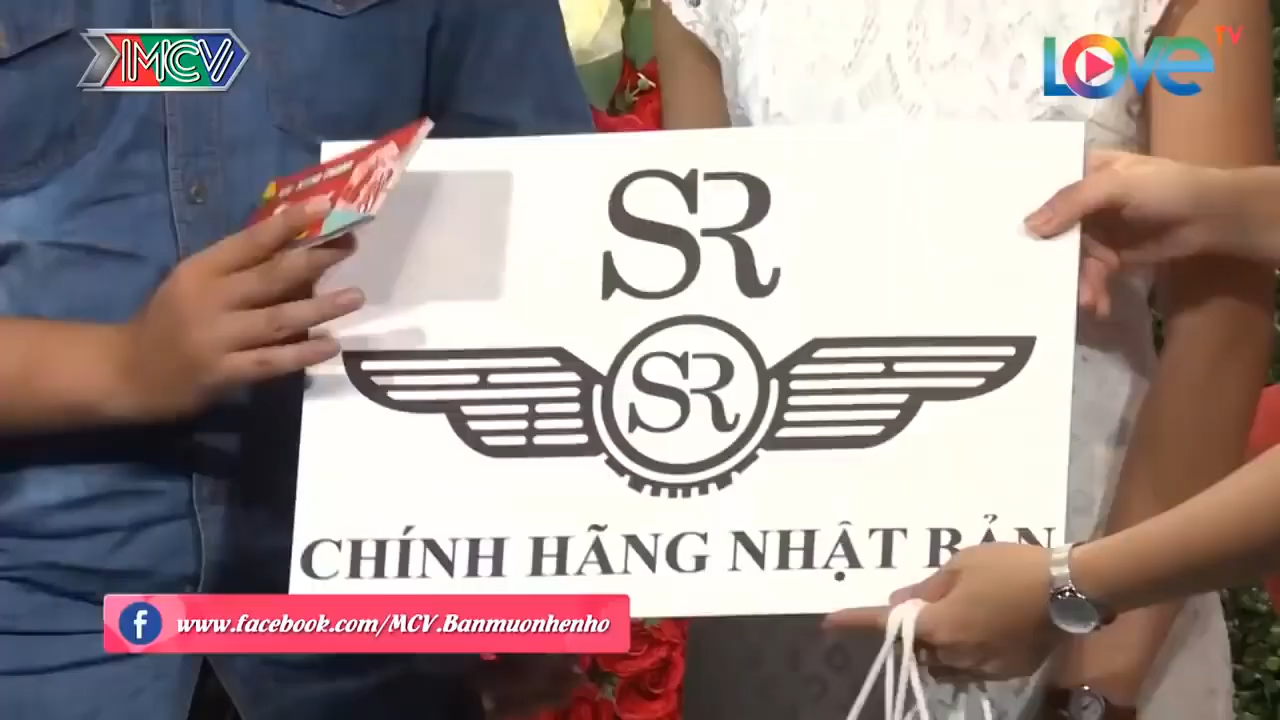 MCV
LOVE TV
SR
SR
CHÍNH HÃNG NHẬT BẢN
www.facebook.com/MCV.Banmuonhenho